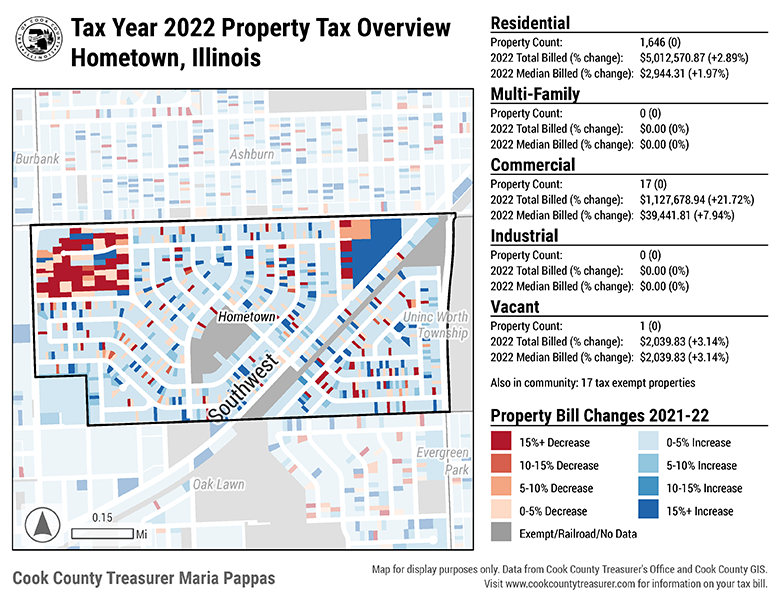 Tax Year 2022 Property Tax Overview
Hometown, Illinois
Burbank
Ashburn
Hometown
Uninc Worth
Township
Southwest
Evergreen
Park
Oak Lawn
0.15
Mi
Cook County Treasurer Maria Pappas
Residential
Property Count: 1,646 (0)
2022 Total Billed (% change): $5,012,570.87 (+2.89%)
2022 Median Billed (% change): $2,944.31 (+1.97%)
Multi-Family
Property Count: 0 (0)
2022 Total Billed (% change): $0.00 (0%)
2022 Median Billed (% change): $0.00 (0%)
Commercial
Property Count: 17 (0)
2022 Total Billed (% change): $1,127,678.94 (+21.72%)
2022 Median Billed (% change): $39,441.81 (+7.94%)
Industrial
Property Count: 0 (0)
2022 Total Billed (% change): $0.00 (0%)
2022 Median Billed (% change): $0.00 (0%)
Vacant
Property Count: 1 (0)
2022 Total Billed (% change): $2,039.83 (+3.14%)
2022 Median Billed (% change): $2,039.83 (+3.14%)
Also in community: 17 tax exempt properties
Property Bill Changes 2021-22
15%+ Decrease
0-5% Increase
10-15% Decrease
5-10% Increase
5-10% Decrease
10-15% Increase
0-5% Decrease
15%+ Increase
Exempt/Railroad/No Data
Map for display purposes only. Data from Cook County Treasurer's Office and Cook County GIS.
Visit www.cookcountytreasurer.com for information on your tax bill.